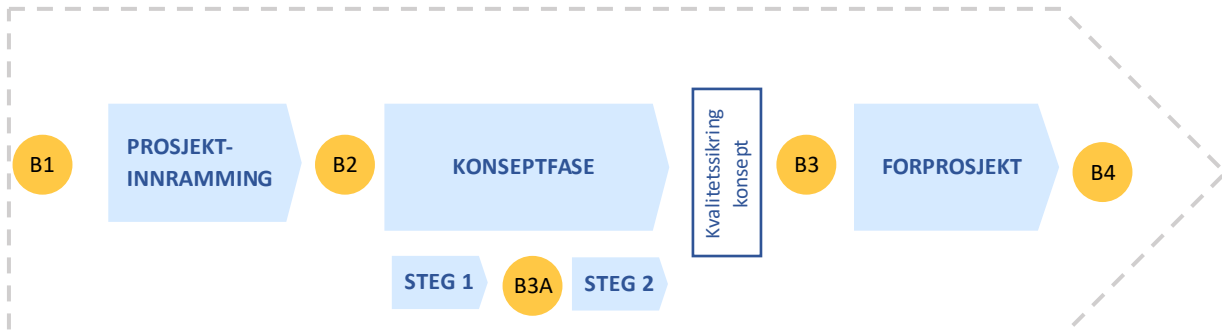 B1
PROSJEKT-
INNRAMMING
B2
KONSEPTFASE
Kvalitetssikring
konsept
B3
FORPROSJEKT
B4
STEG 1
B3A
STEG 2